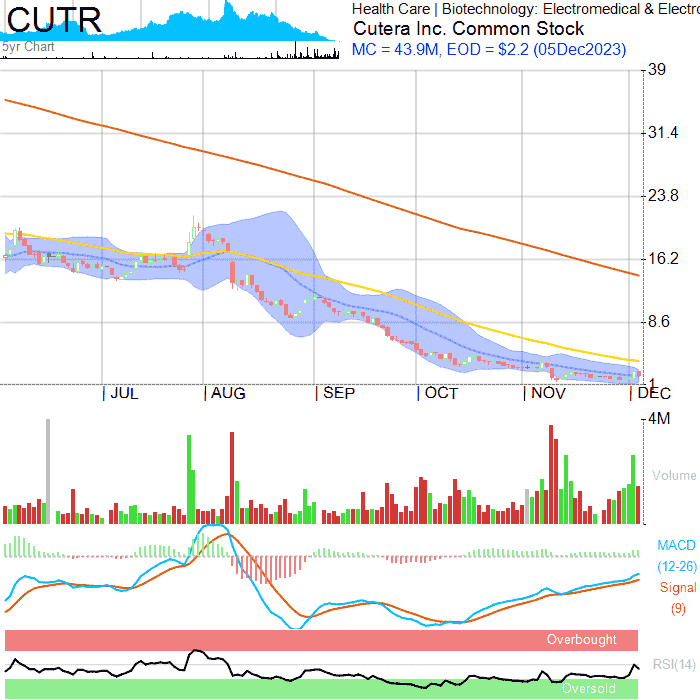 CUTR
5yr Chart
Health Care | Biotechnology: Electromedical & Electro
Cutera Inc. Common Stock
MC = 43.9M, EOD = $2.2 (05Dec2023)
39
31.4
23.8
16.2
8.6
1
JUL
AUG
SEP
OCT
NOV
DEC
4M
Volume
MACD
(12-26)
Signal
(9)
Overbought
RSI(14)
Oversold